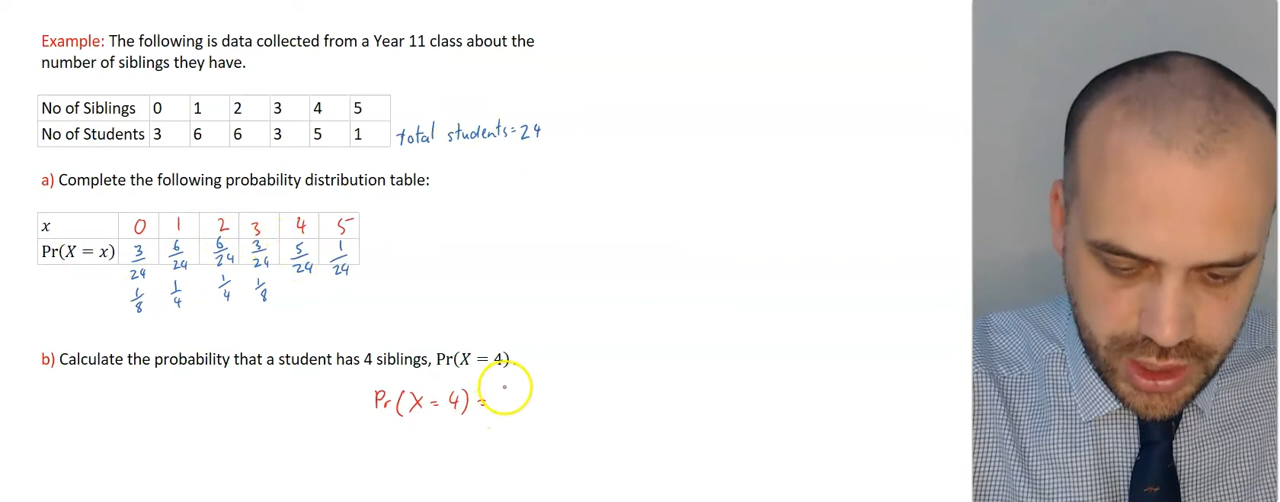 Example: The following is data collected from a Year 11 class about the
number of siblings they have.
No of Siblings 0 1 2 3 4 5
No of Students 3 6 6 3 5 1 total students = 24
a) Complete the following probability distribution table:
x 0 1 2 3 4 5
Pr(X = x) 3/24 6/24 6/24 3/24 5/24 1/24
1/8 1/4 1/4 1/8
b) Calculate the probability that a student has 4 siblings, Pr(X = 4)
Pr(X = 4) =